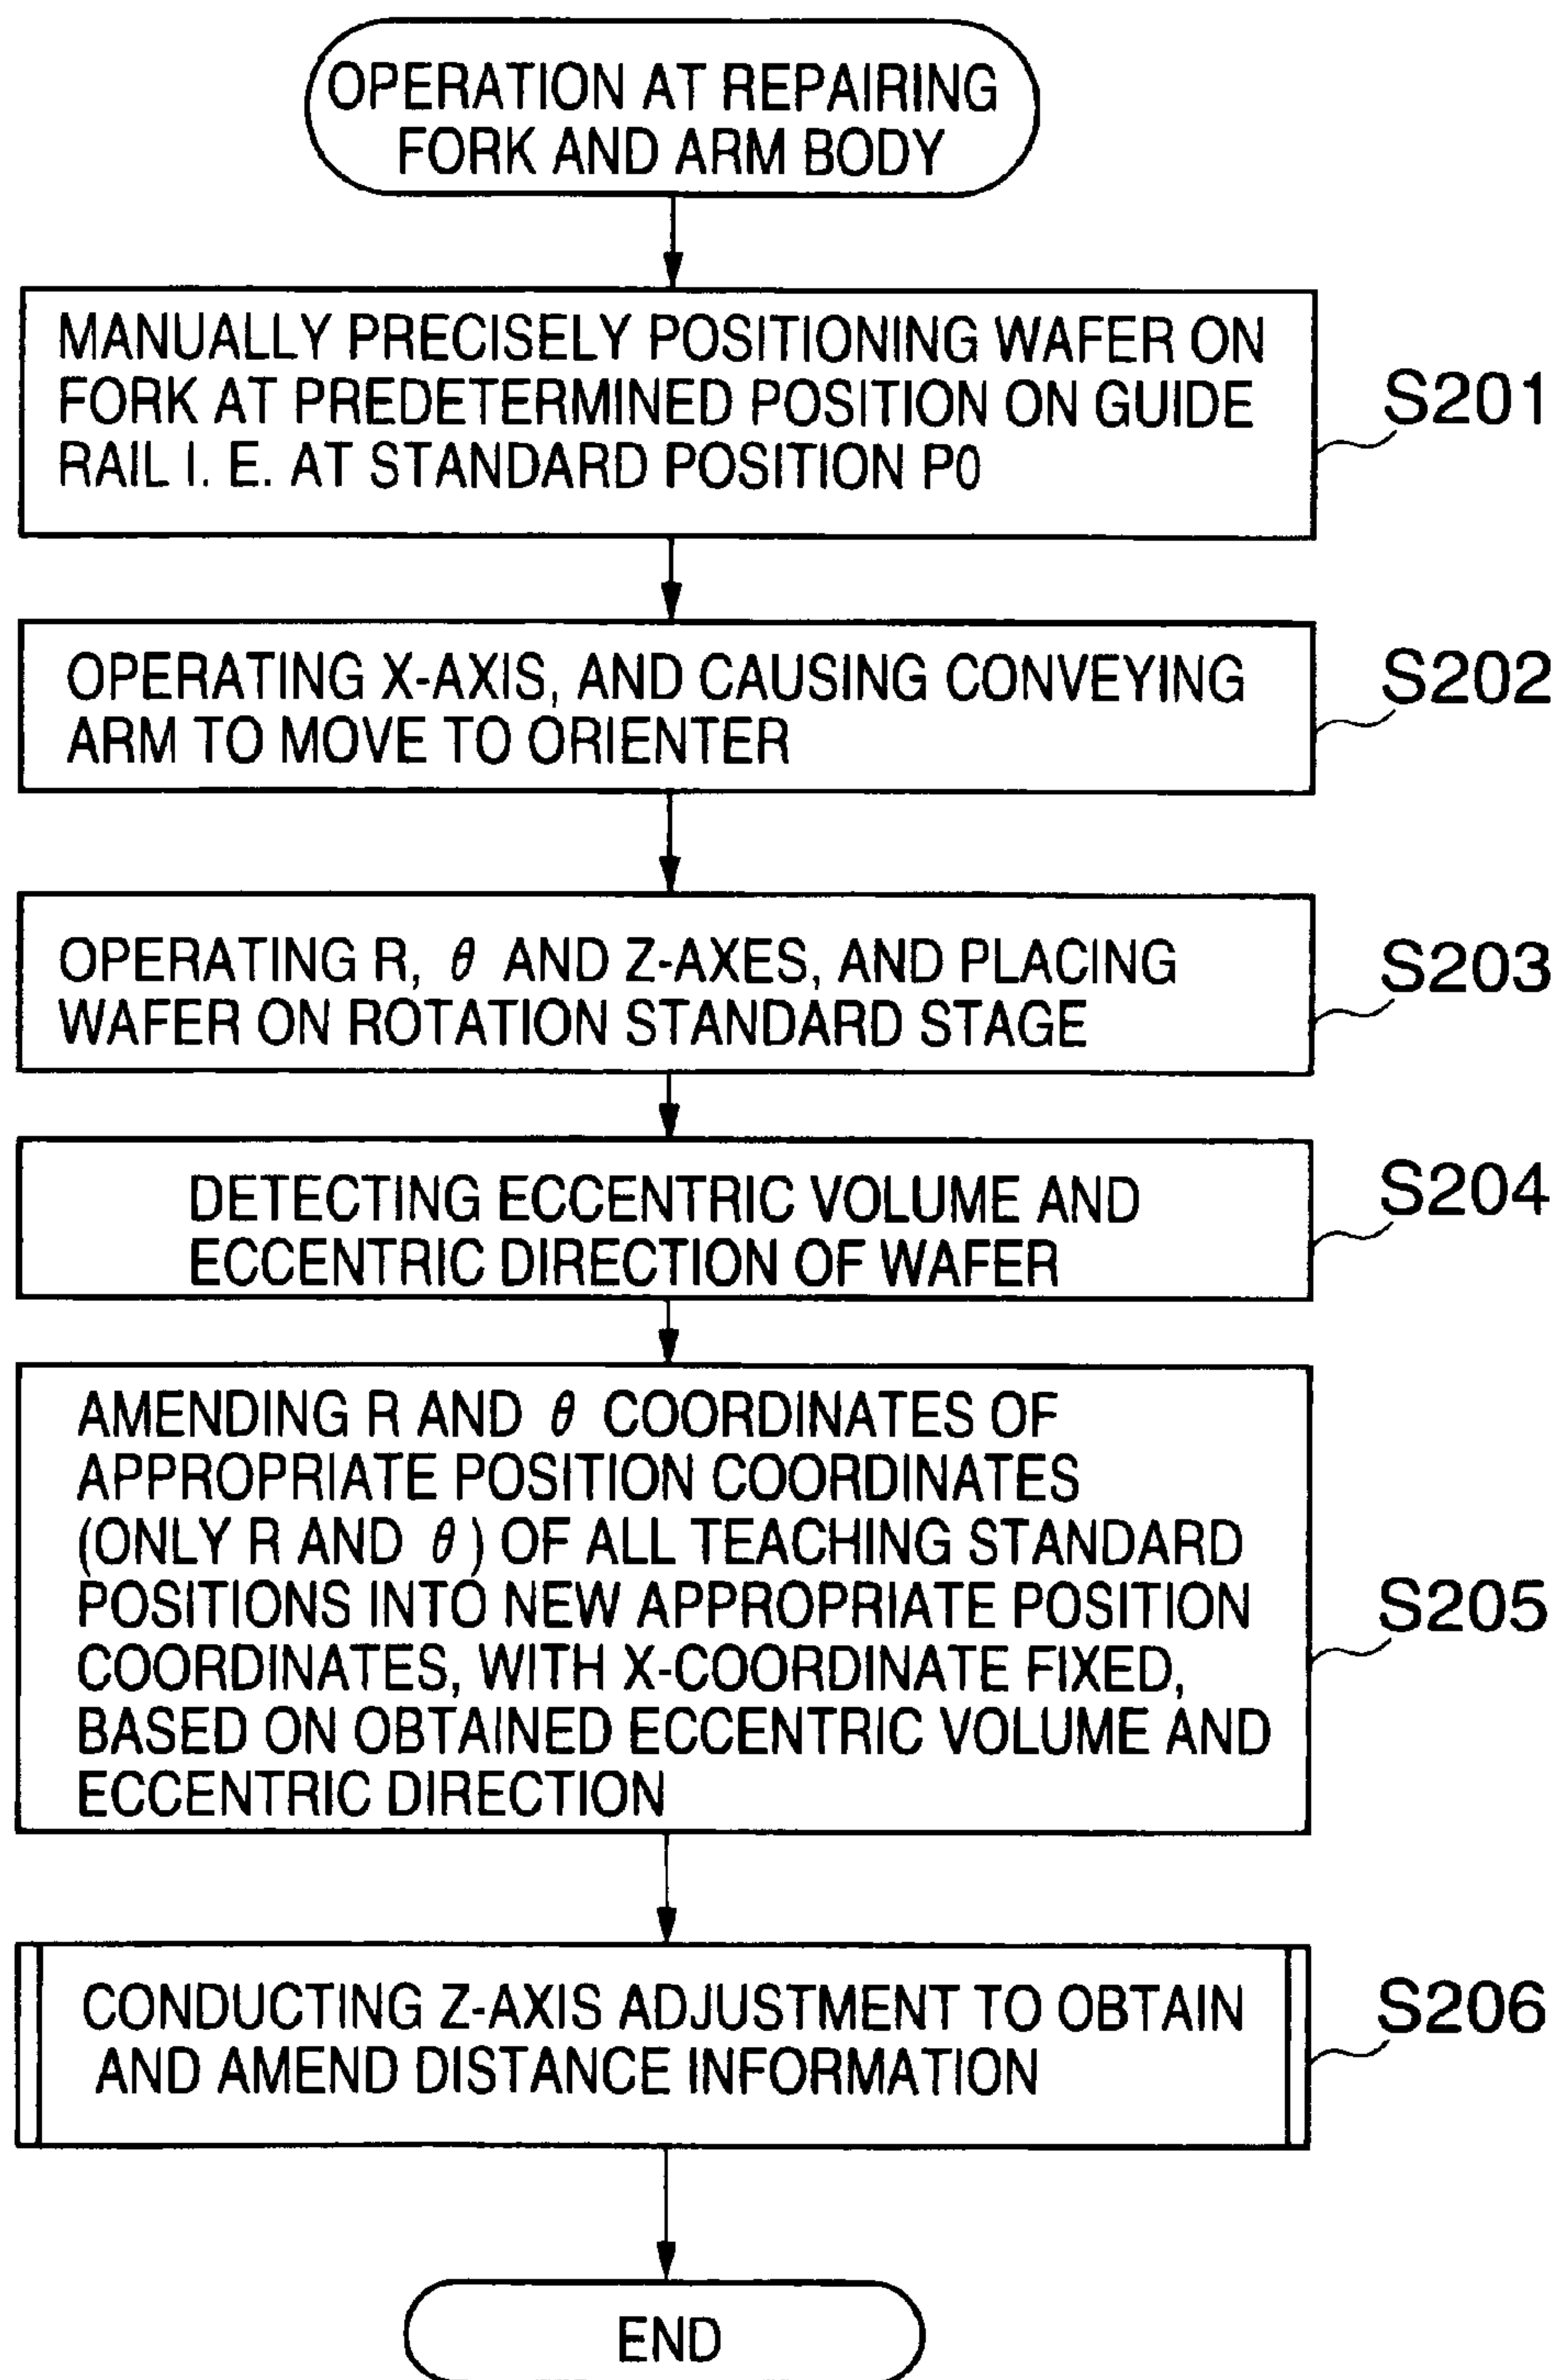 OPERATION AT REPAIRING
FORK AND ARM BODY
MANUALLY PRECISELY POSITIONING WAFER ON
FORK AT PREDETERMINED POSITION ON GUIDE
RAIL I. E. AT STANDARD POSITION P0
S201
OPERATING X-AXIS, AND CAUSING CONVEYING
ARM TO MOVE TO ORIENTER
S202
OPERATING R, θ AND Z-AXES, AND PLACING
WAFER ON ROTATION STANDARD STAGE
S203
DETECTING ECCENTRIC VOLUME AND
ECCENTRIC DIRECTION OF WAFER
S204
AMENDING R AND θ COORDINATES OF
APPROPRIATE POSITION COORDINATES
(ONLY R AND θ) OF ALL TEACHING STANDARD
POSITIONS INTO NEW APPROPRIATE POSITION
COORDINATES, WITH X-COORDINATE FIXED,
BASED ON OBTAINED ECCENTRIC VOLUME AND
ECCENTRIC DIRECTION
S205
CONDUCTING Z-AXIS ADJUSTMENT TO OBTAIN
AND AMEND DISTANCE INFORMATION
S206
END